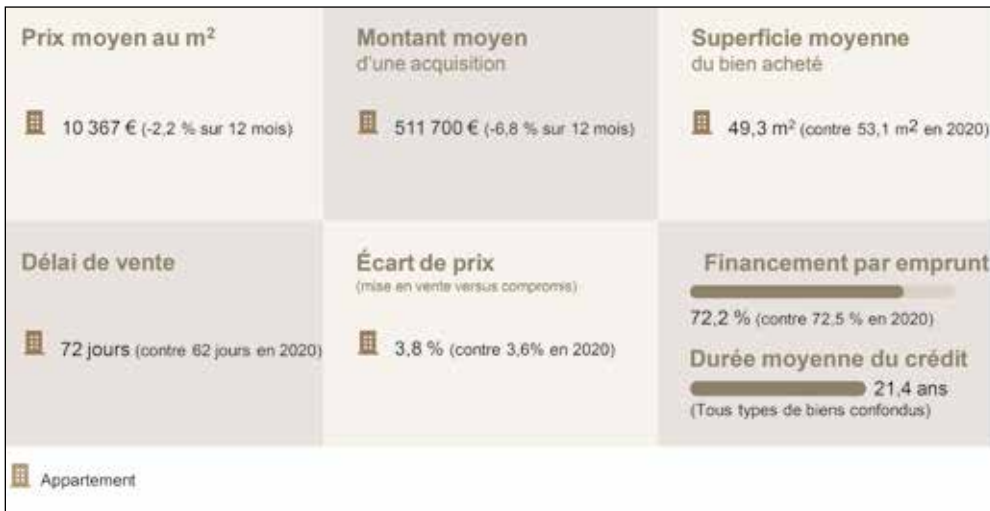 Prix moyen au m²
10 367 € (-2,2 % sur 12 mois)
Montant moyen
d'une acquisition
511 700 € (-6,8 % sur 12 mois)
Superficie moyenne
du bien acheté
49,3 m² (contre 53,1 m2 en 2020)
Délai de vente
72 jours (contre 62 jours en 2020)
Écart de prix
(mise en vente versus compromis)
3,8 % (contre 3,6% en 2020)
Financement par emprunt
72,2 % (contre 72,5 % en 2020)
Durée moyenne du crédit
21,4 ans
(Tous types de biens confondus)
Appartement